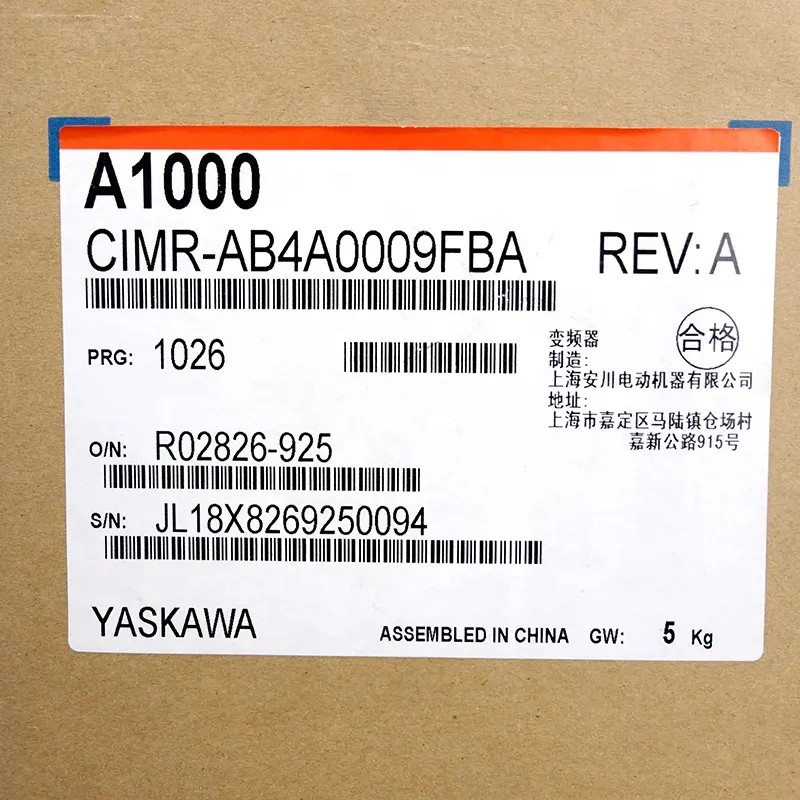 A1000
CIMR-AB4A0009FBA REV: A
PRG: 1026
变频器 合格
制造:
上海安川电动机器有限公司
地址:
上海市嘉定区马陆镇仓场村
嘉新公路915号
O/N: R02826-925
S/N: JL18X8269250094
YASKAWA ASSEMBLED IN CHINA GW: 5 Kg